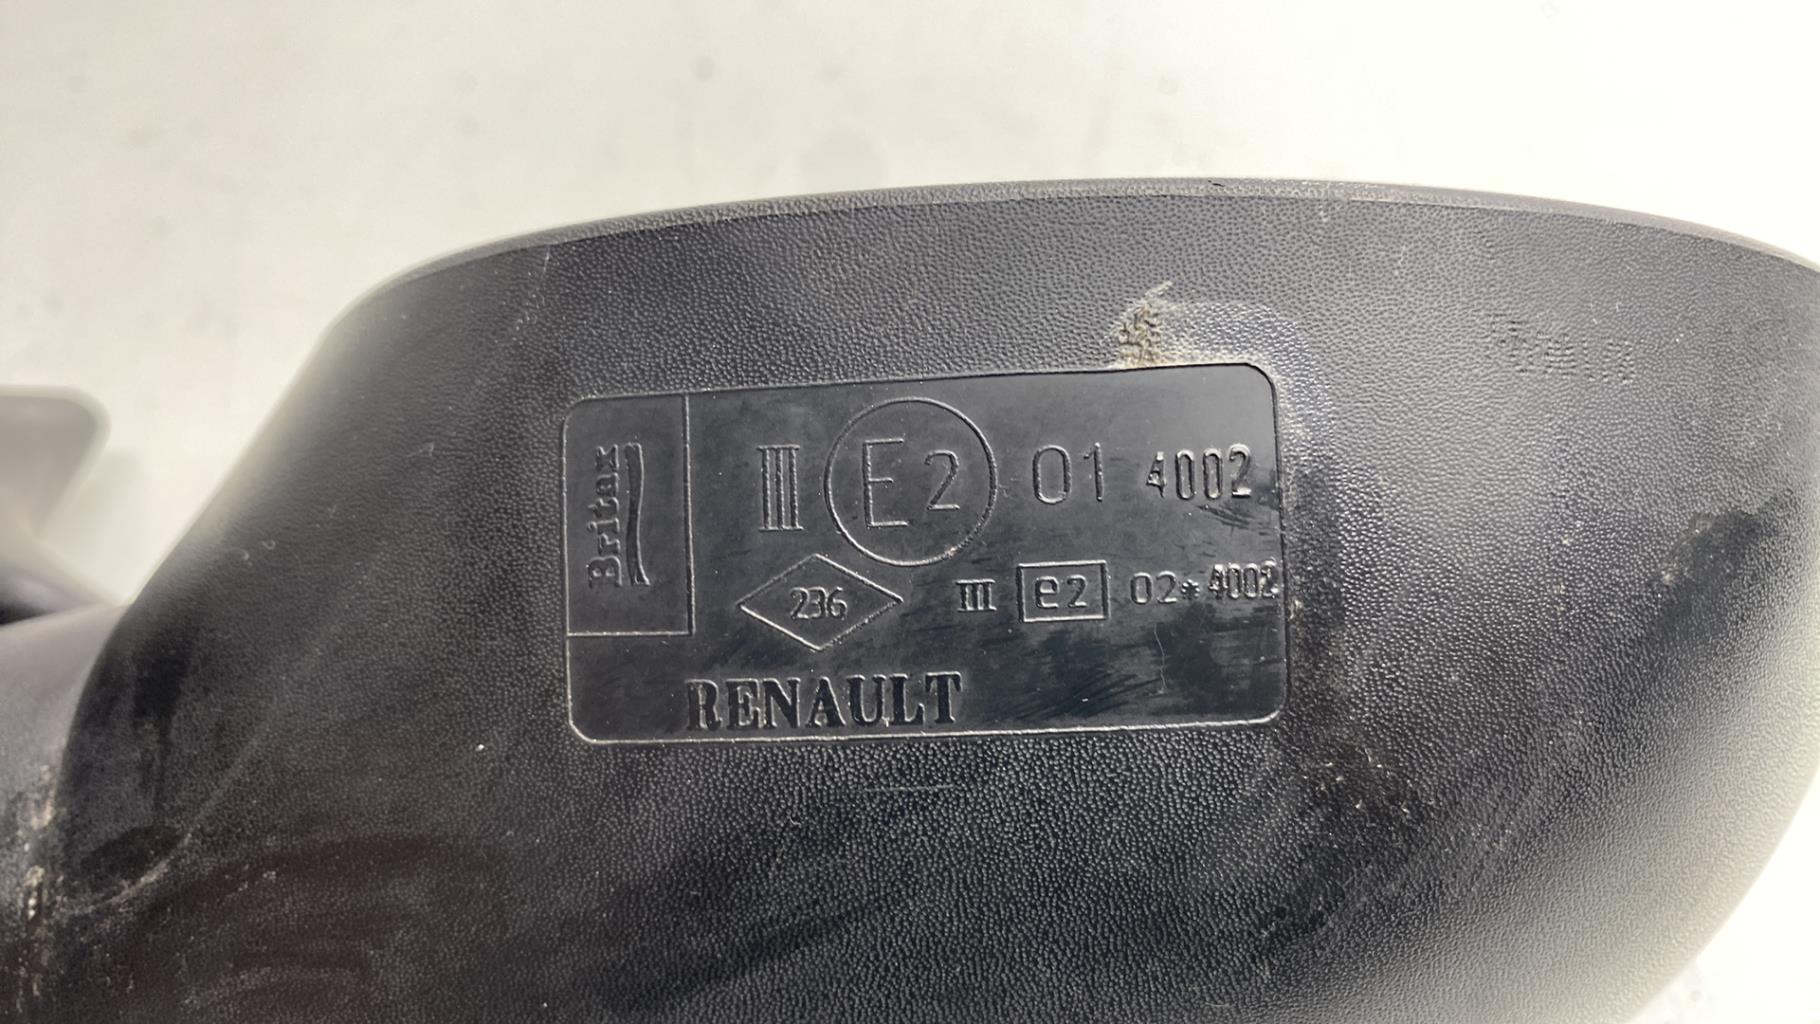 Britax
III E2 01 4002
236 III e2 02*4002
RENAULT